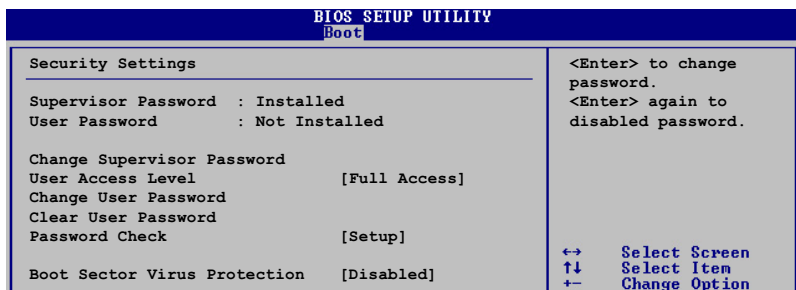 BIOS SETUP UTILITY
Boot
Security Settings
Supervisor Password : Installed
User Password : Not Installed
Change Supervisor Password
User Access Level [Full Access]
Change User Password
Clear User Password
Password Check [Setup]
Boot Sector Virus Protection [Disabled]
<Enter> to change
password.
<Enter> again to
disabled password.
←→ Select Screen
↑↓ Select Item
+- Change Option